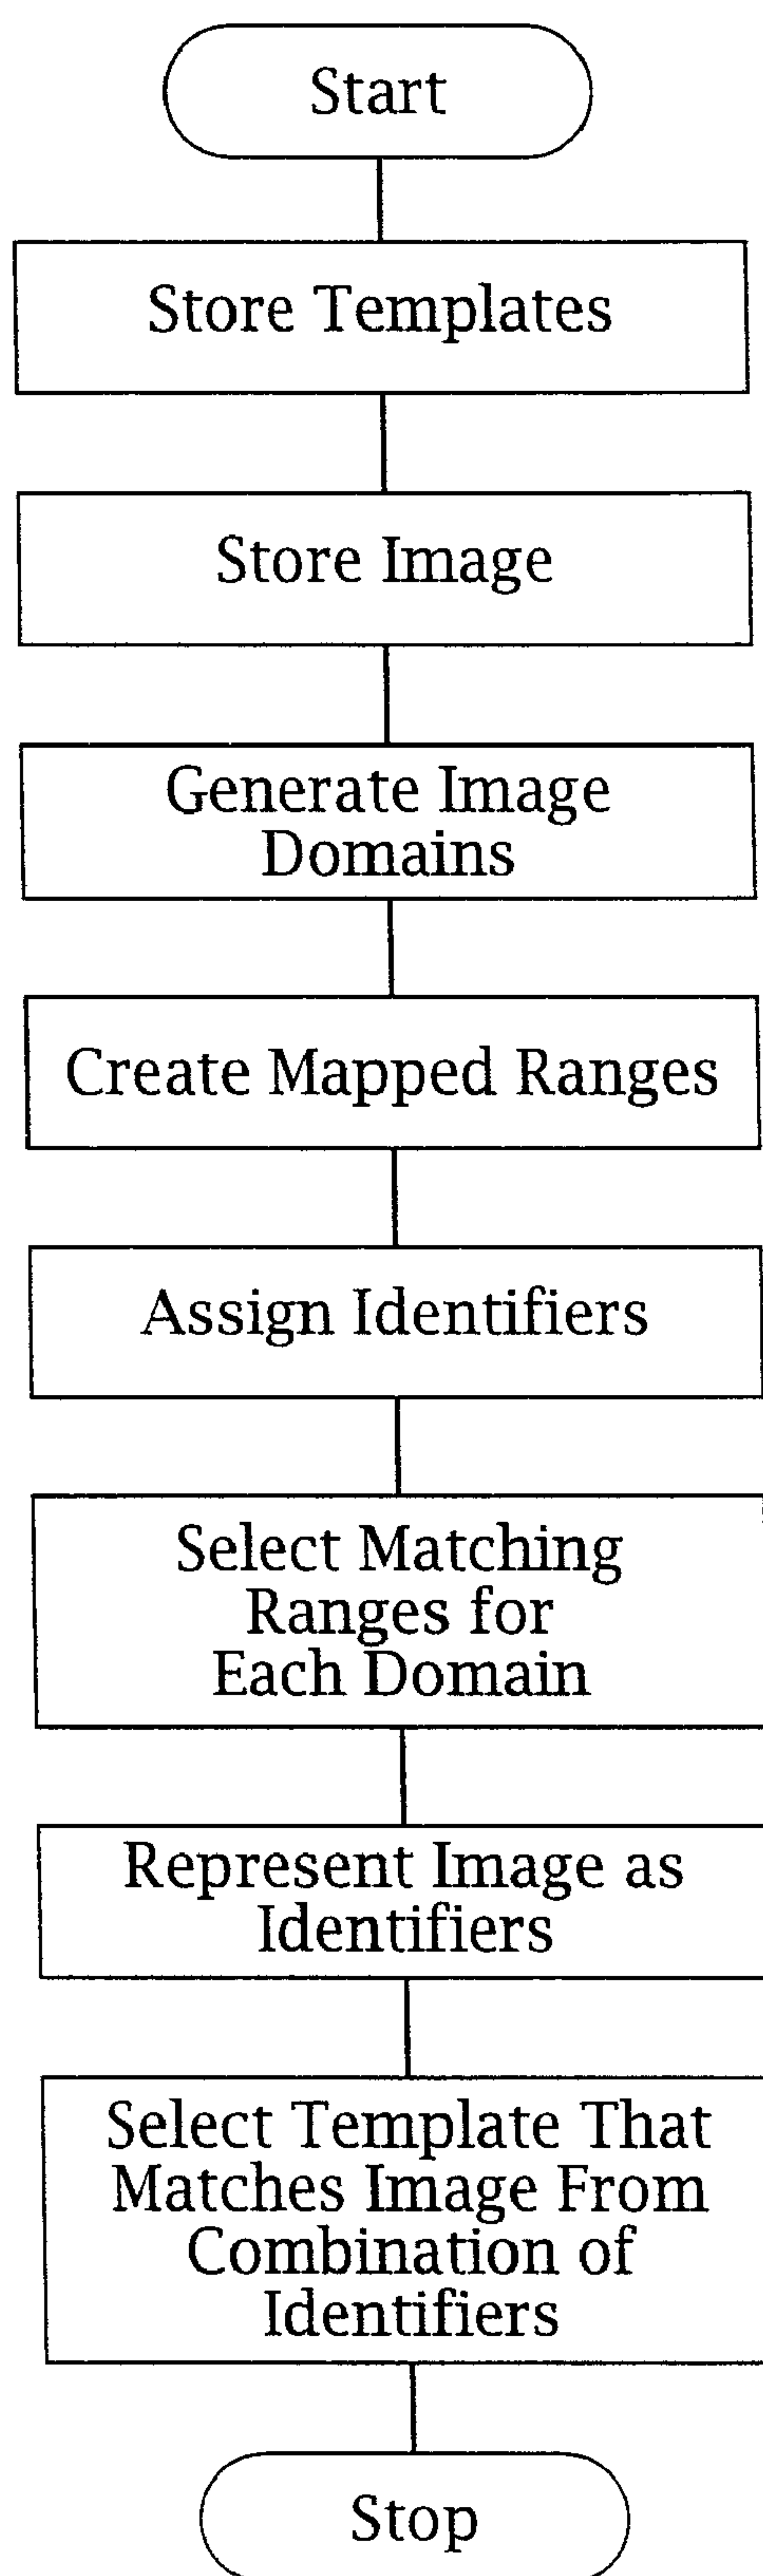 Start
Store Templates
Store Image
Generate Image
Domains
Create Mapped Ranges
Assign Identifiers
Select Matching
Ranges for
Each Domain
Represent Image as
Identifiers
Select Template That
Matches Image From
Combination of
Identifiers
Stop